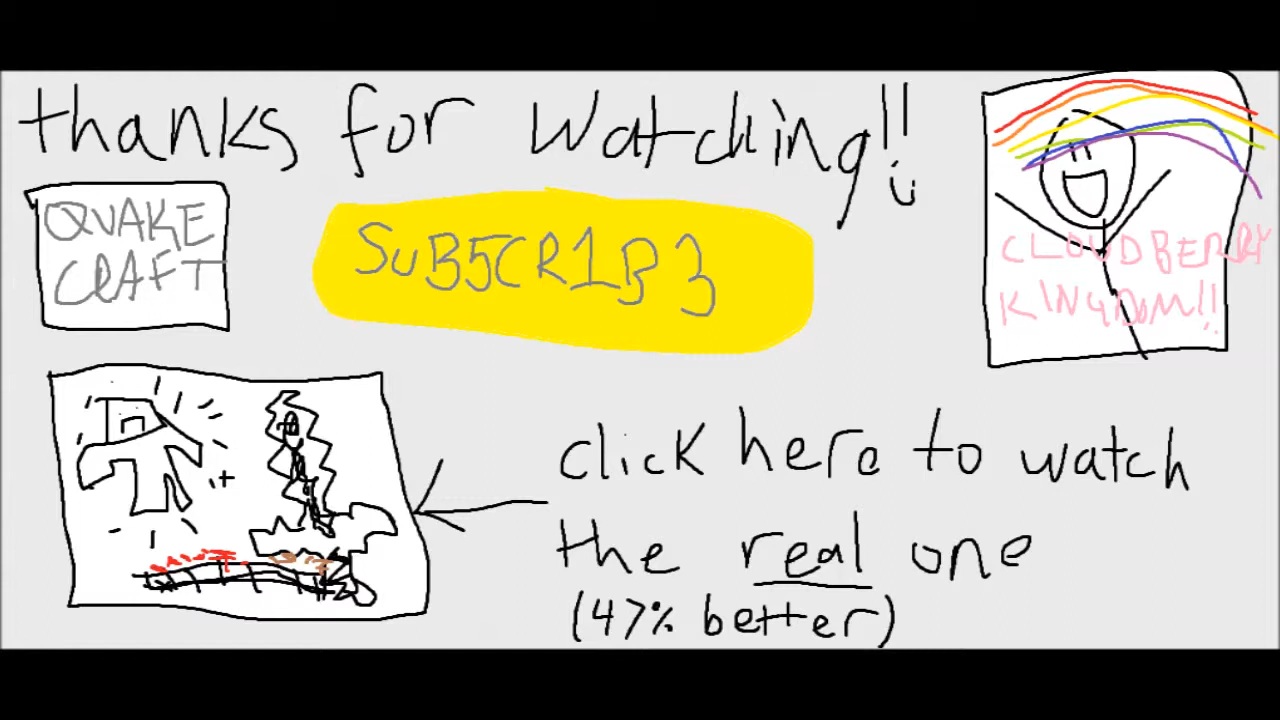 thanks for watching!!
QUAKE
CRAFT
SUB5CR1B3
CLOUDBERRY
KINGDOM!!
click here to watch
the real one
(47% better)